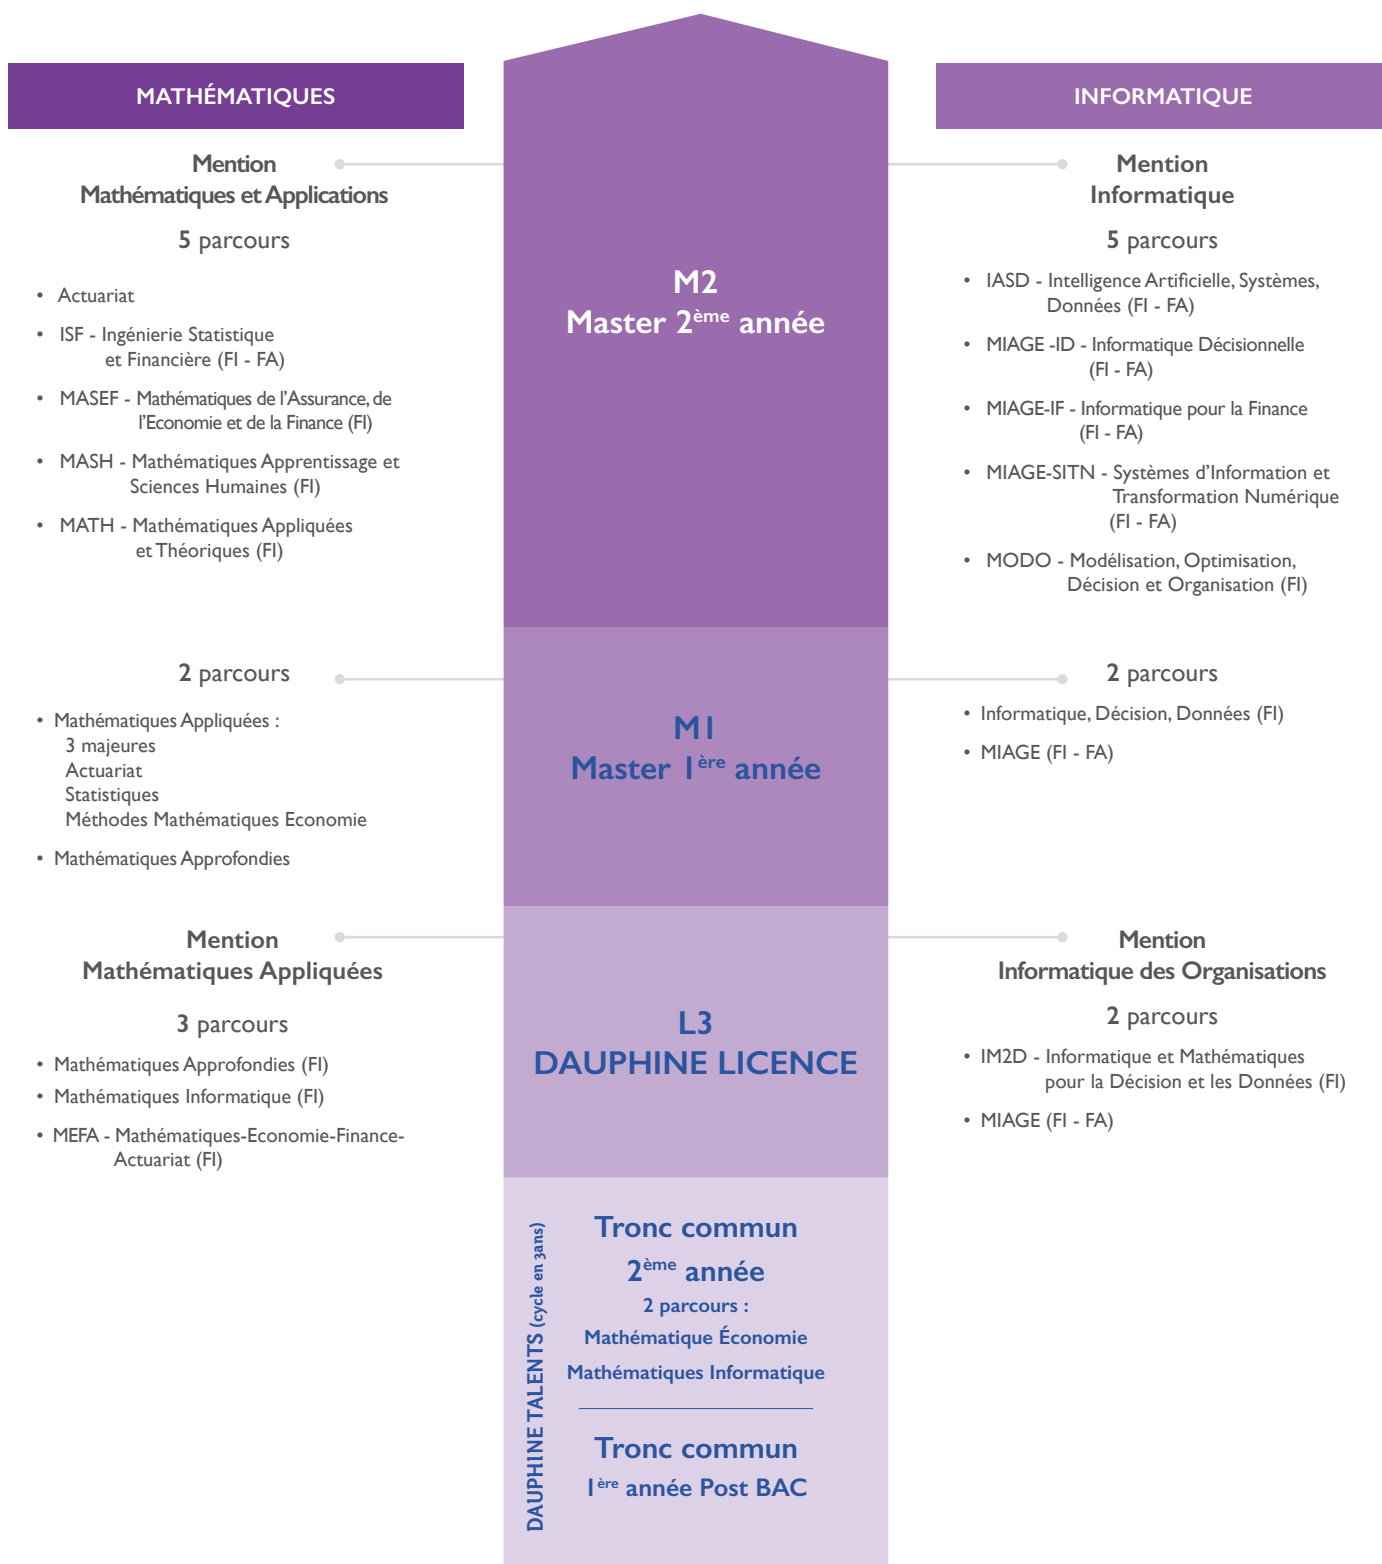 MATHÉMATIQUES
Mention
Mathématiques et Applications
5 parcours
• Actuariat
• ISF - Ingénierie Statistique
et Financière (FI - FA)
• MASEF - Mathématiques de l'Assurance, de
l'Economie et de la Finance (FI)
• MASH - Mathématiques Apprentissage et
Sciences Humaines (FI)
• MATH - Mathématiques Appliquées
et Théoriques (FI)
2 parcours
• Mathématiques Appliquées :
3 majeures
Actuariat
Statistiques
Méthodes Mathématiques Economie
• Mathématiques Approfondies
Mention
Mathématiques Appliquées
3 parcours
• Mathématiques Approfondies (FI)
• Mathématiques Informatique (FI)
• MEFA - Mathématiques-Economie-Finance-
Actuariat (FI)
M2
Master 2ème année
M1
Master 1ère année
L3
DAUPHINE LICENCE
DAUPHINE TALENTS (cycle en 3ans)
Tronc commun
2ème année
2 parcours :
Mathématique Économie
Mathématiques Informatique
Tronc commun
1ère année Post BAC
INFORMATIQUE
Mention
Informatique
5 parcours
• IASD - Intelligence Artificielle, Systèmes,
Données (FI - FA)
• MIAGE -ID - Informatique Décisionnelle
(FI - FA)
• MIAGE-IF - Informatique pour la Finance
(FI - FA)
• MIAGE-SITN - Systèmes d'Information et
Transformation Numérique
(FI - FA)
• MODO - Modélisation, Optimisation,
Décision et Organisation (FI)
2 parcours
• Informatique, Décision, Données (FI)
• MIAGE (FI - FA)
Mention
Informatique des Organisations
2 parcours
• IM2D - Informatique et Mathématiques
pour la Décision et les Données (FI)
• MIAGE (FI - FA)